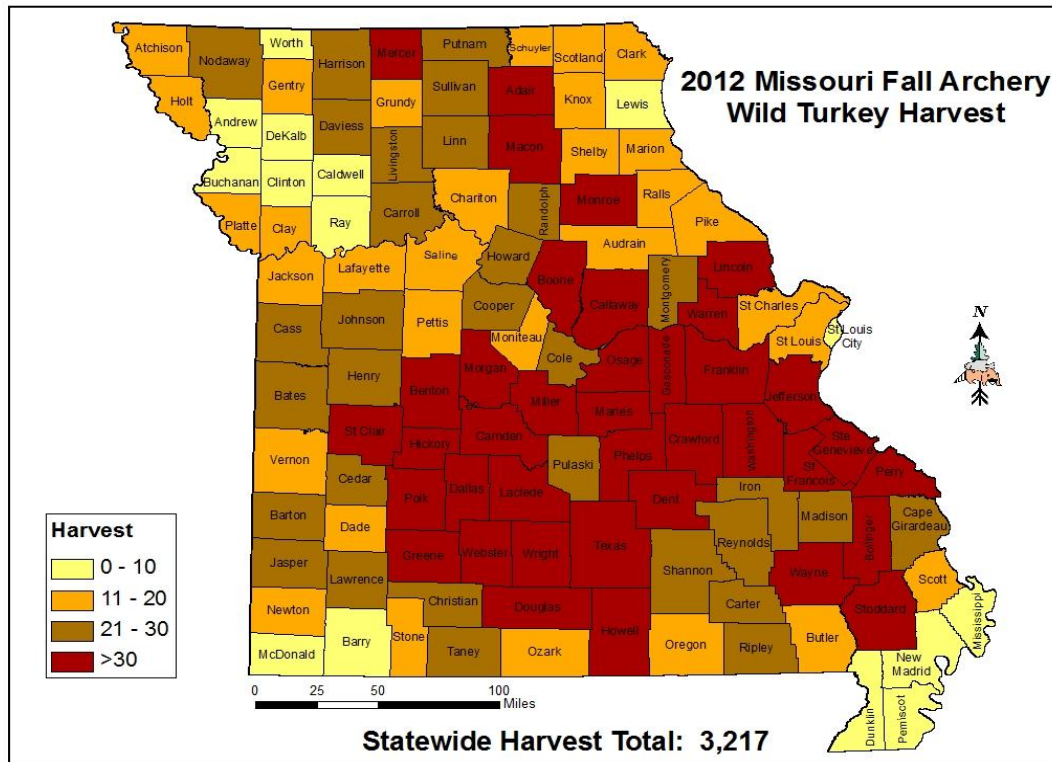 2012 Missouri Fall Archery
Wild Turkey Harvest
Atchison
Nodaway
Worth
Harrison
Mercer
Putnam
Schuyler
Scotland
Clark
Holt
Gentry
Grundy
Sullivan
Adair
Knox
Lewis
Andrew
DeKalb
Daviess
Livingston
Linn
Macon
Shelby
Marion
Buchanan
Clinton
Caldwell
Chariton
Randolph
Monroe
Ralls
Platte
Clay
Ray
Carroll
Pike
Audrain
Jackson
Lafayette
Saline
Howard
Boone
Callaway
Montgomery
Lincoln
Warren
St Charles
Cass
Johnson
Pettis
Cooper
Moniteau
Cole
Osage
Gasconade
Franklin
St Louis
St Louis
City
N
Bates
Henry
Benton
Morgan
Miller
Maries
Jefferson
St Clair
Hickory
Camden
Phelps
Crawford
Washington
St
Francois
Ste
Genevieve
Perry
Vernon
Cedar
Polk
Dallas
Laclede
Pulaski
Dent
Iron
Madison
Cape
Girardeau
Barton
Dade
Greene
Webster
Wright
Texas
Reynolds
Bollinger
Jasper
Lawrence
Christian
Douglas
Shannon
Carter
Wayne
Stoddard
Scott
Mississippi
Newton
McDonald
Barry
Stone
Taney
Ozark
Howell
Oregon
Ripley
Butler
New
Madrid
Dunklin
Pemiscot
Harvest
0 - 10
11 - 20
21 - 30
>30
0 25 50 100
Miles
Statewide Harvest Total: 3,217